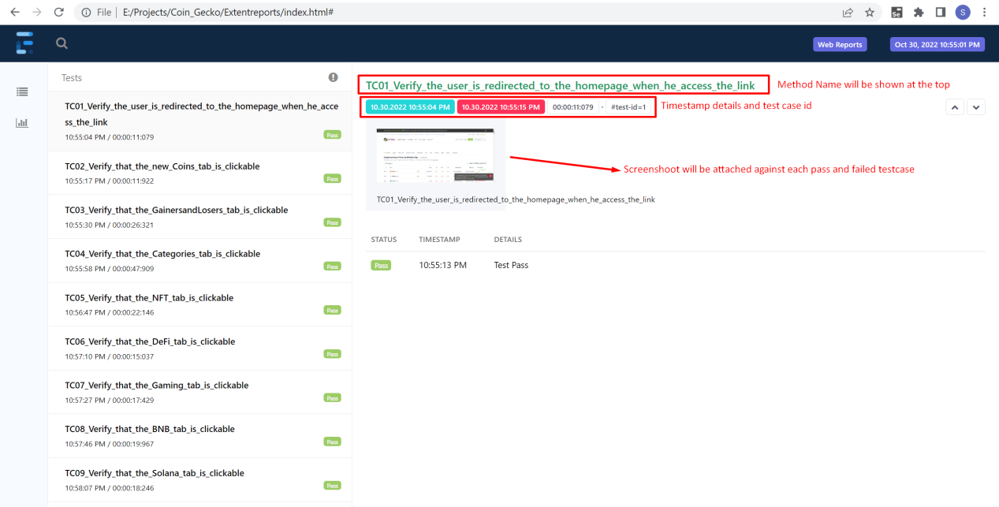 File | E:/Projects/Coin_Gecko/Extentreports/index.html#
S
Web Reports
Oct 30, 2022 10:55:01 PM
Tests
TC01_Verify_the_user_is_redirected_to_the_homepage_when_he_acce
ss_the_link
10:55:04 PM / 00:00:11:079
Pass
TC02_Verify_that_the_new_Coins_tab_is_clickable
10:55:17 PM / 00:00:11:922
Pass
TC03_Verify_that_the_GainersandLosers_tab_is_clickable
10:55:30 PM / 00:00:26:321
Pass
TC04_Verify_that_the_Categories_tab_is_clickable
10:55:58 PM / 00:00:47:909
Pass
TC05_Verify_that_the_NFT_tab_is_clickable
10:56:47 PM / 00:00:22:146
Pass
TC06_Verify_that_the_DeFi_tab_is_clickable
10:57:10 PM / 00:00:15:037
Pass
TC07_Verify_that_the_Gaming_tab_is_clickable
10:57:27 PM / 00:00:17:429
Pass
TC08_Verify_that_the_BNB_tab_is_clickable
10:57:46 PM / 00:00:19:967
Pass
TC09_Verify_that_the_Solana_tab_is_clickable
10:58:07 PM / 00:00:18:246
Pass
TC01_Verify_the_user_is_redirected_to_the_homepage_when_he_access_the_link
Method Name will be shown at the top
10.30.2022 10:55:04 PM 10.30.2022 10:55:15 PM 00:00:11:079 · #test-id=1
Timestamp details and test case id
Screenshoot will be attached against each pass and failed testcase
TC01_Verify_the_user_is_redirected_to_the_homepage_when_he_access_the_link
STATUS TIMESTAMP DETAILS
Pass 10:55:13 PM Test Pass